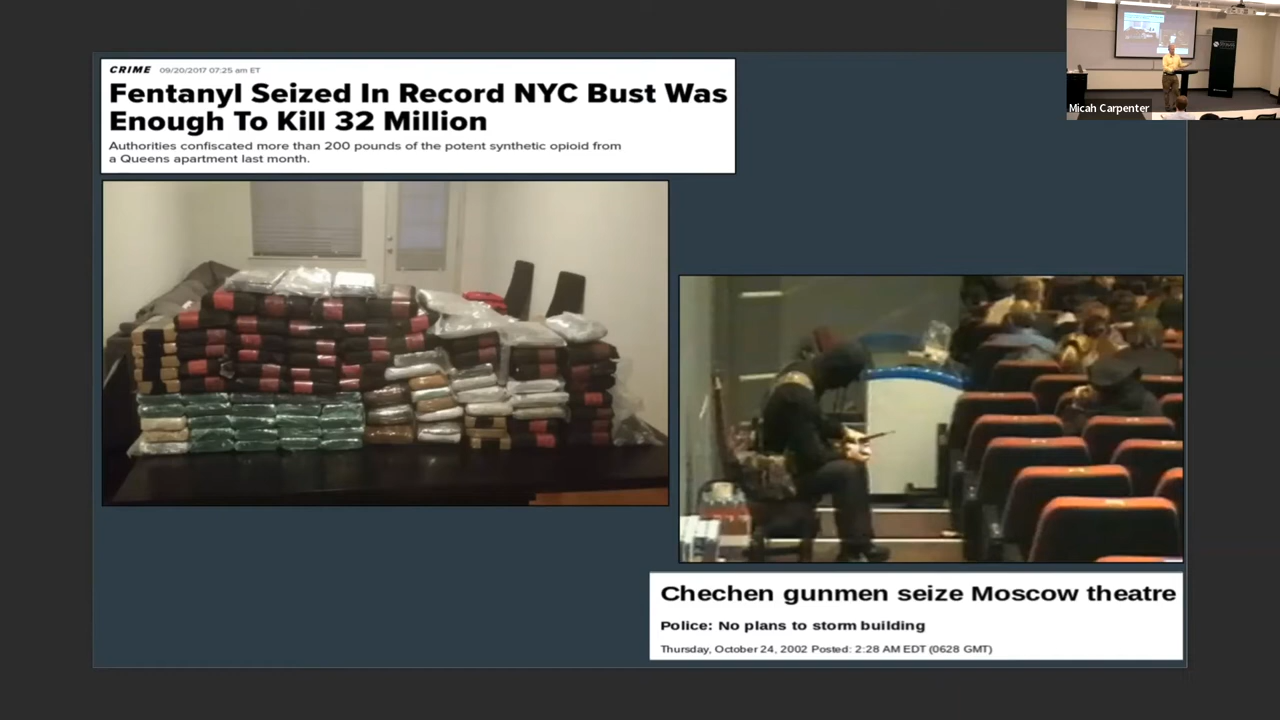 CRIME 09/20/2017 07:25 am ET
Fentanyl Seized In Record NYC Bust Was
Enough To Kill 32 Million
Authorities confiscated more than 200 pounds of the potent synthetic opioid from
a Queens apartment last month.
Micah Carpenter
Chechen gunmen seize Moscow theatre
Police: No plans to storm building
Thursday, October 24, 2002 Posted: 2:28 AM EDT (0628 GMT)